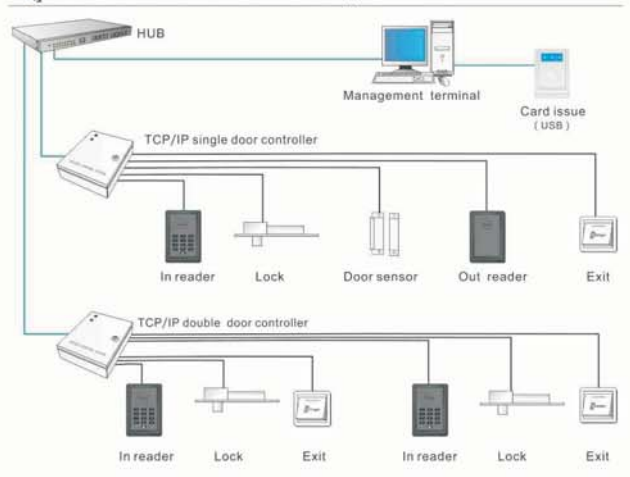 HUB
Management terminal
Card issue
( USB )
TCP/IP single door controller
In reader
Lock
Door sensor
Out reader
Exit
TCP/IP double door controller
In reader
Lock
Exit
In reader
Lock
Exit